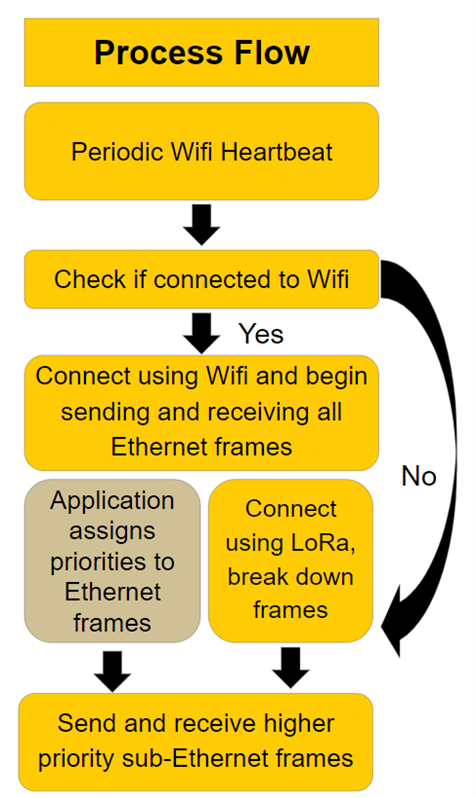 Process Flow
Periodic Wifi Heartbeat
Check if connected to Wifi
Yes
Connect using Wifi and begin
sending and receiving all
Ethernet frames
No
Application
assigns
priorities to
Ethernet
frames
Connect
using LoRa,
break down
frames
Send and receive higher
priority sub-Ethernet frames